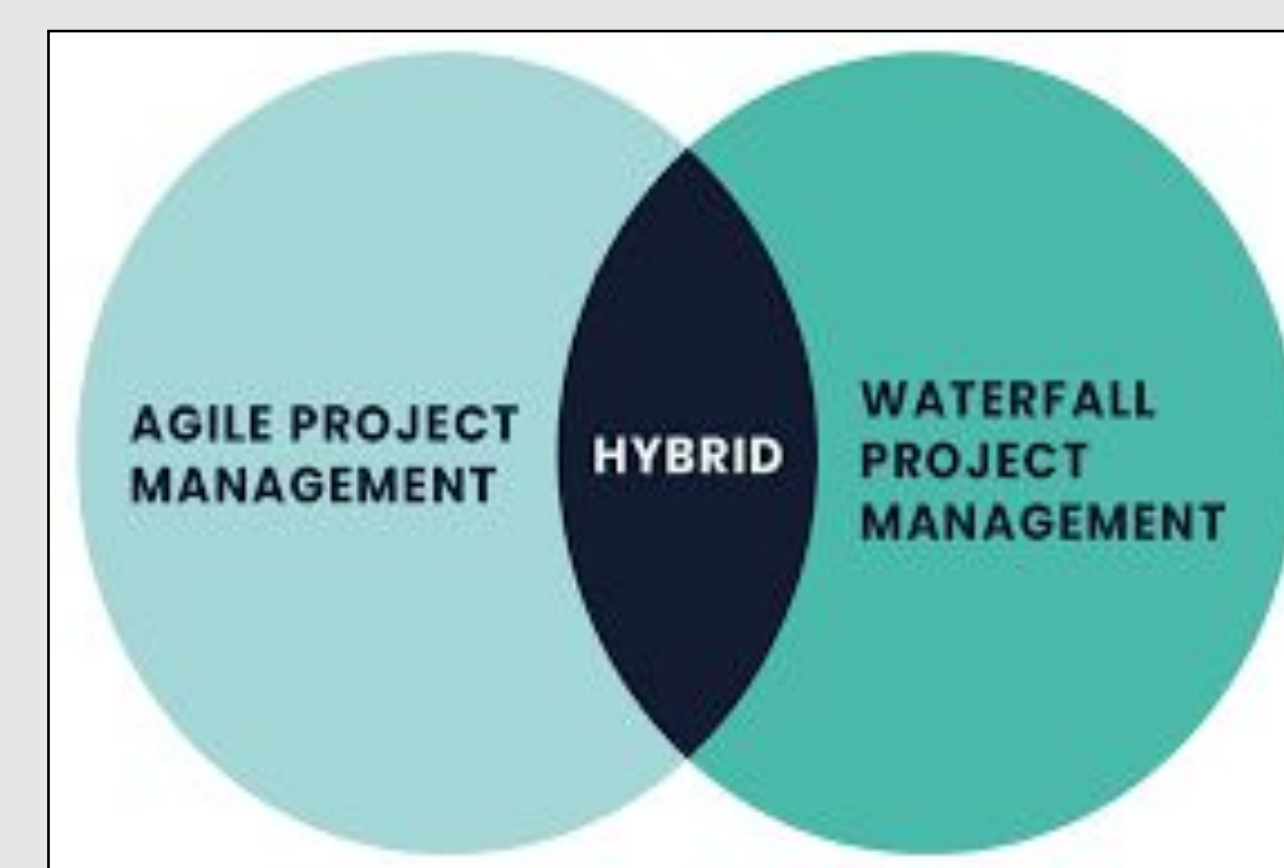 AGILE PROJECT
MANAGEMENT
HYBRID
WATERFALL
PROJECT
MANAGEMENT